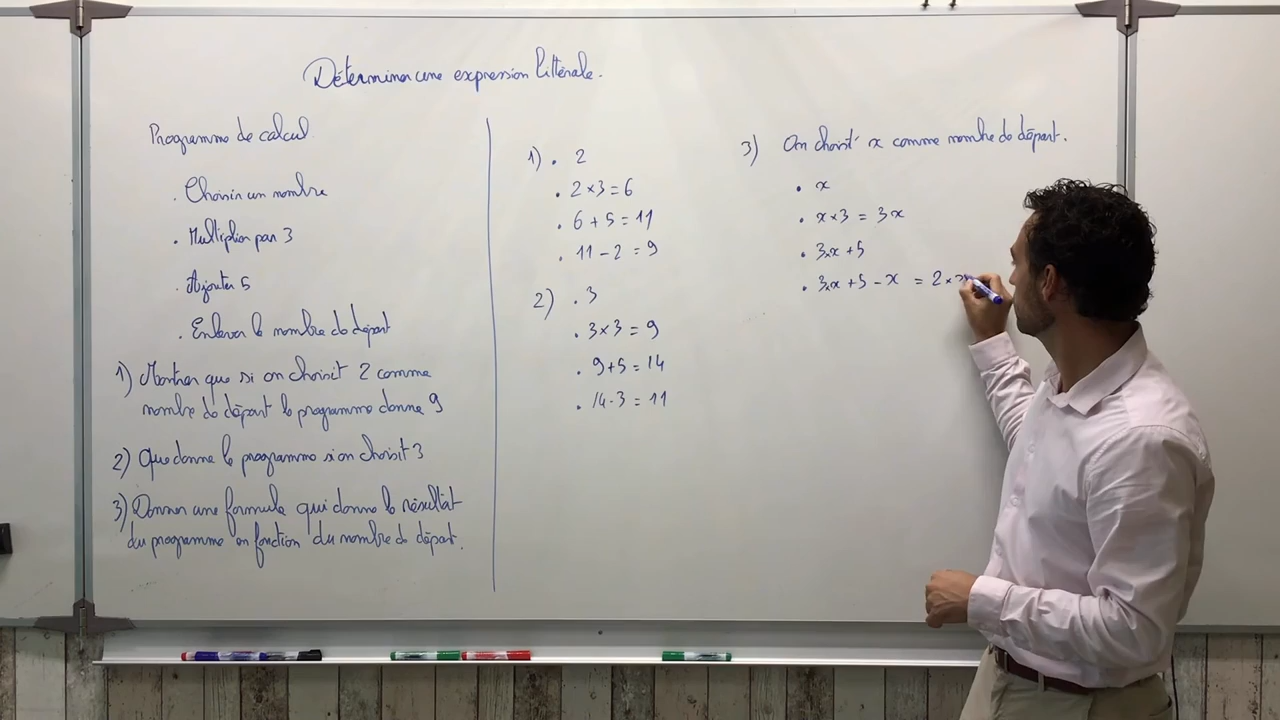 Déterminer une expression littérale.
Programme de calcul
. Choisir un nombre
. Multiplier par 3
. Ajouter 5
. Enlever le nombre de départ
1) Montrer que si on choisit 2 comme
nombre de départ le programme donne 9
2) Que donne le programme si on choisit 3
3) Donner une formule qui donne le résultat
du programme en fonction du nombre de départ.
1) . 2
. 2 × 3 = 6
. 6 + 5 = 11
. 11 - 2 = 9
2) . 3
. 3 × 3 = 9
. 9 + 5 = 14
. 14 - 3 = 11
3) On choisit x comme nombre de départ.
. x
. x × 3 = 3x
. 3x + 5
. 3x + 5 - x = 2 ×